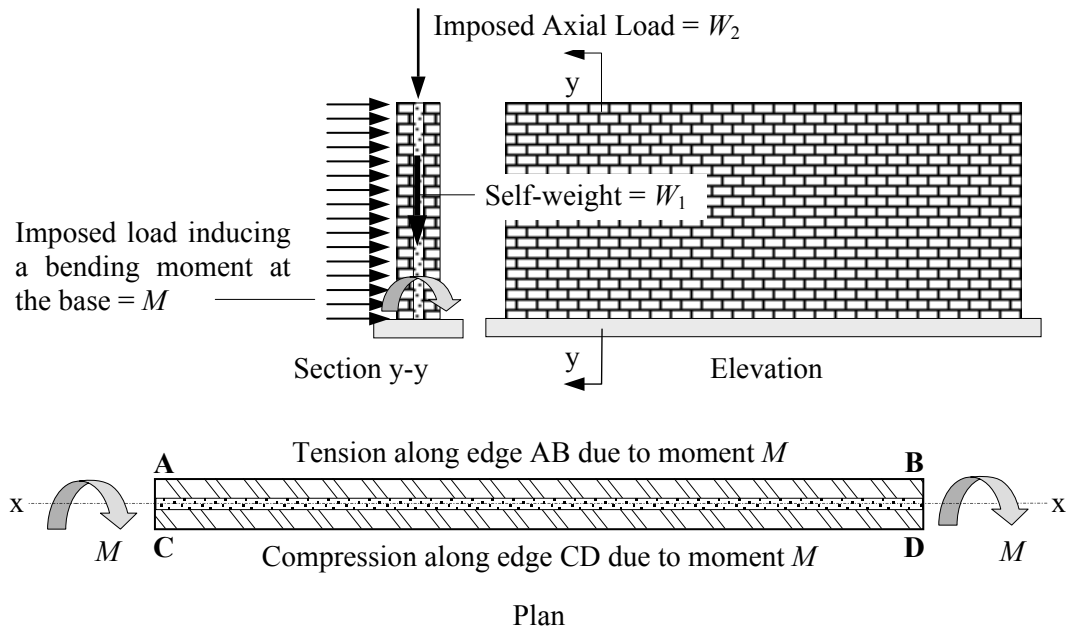 Imposed Axial Load = W2
y
Self-weight = W1
Imposed load inducing
a bending moment at
the base = M
y
Section y-y
Elevation
Tension along edge AB due to moment M
A
B
x
x
M
C
D
M
Compression along edge CD due to moment M
Plan